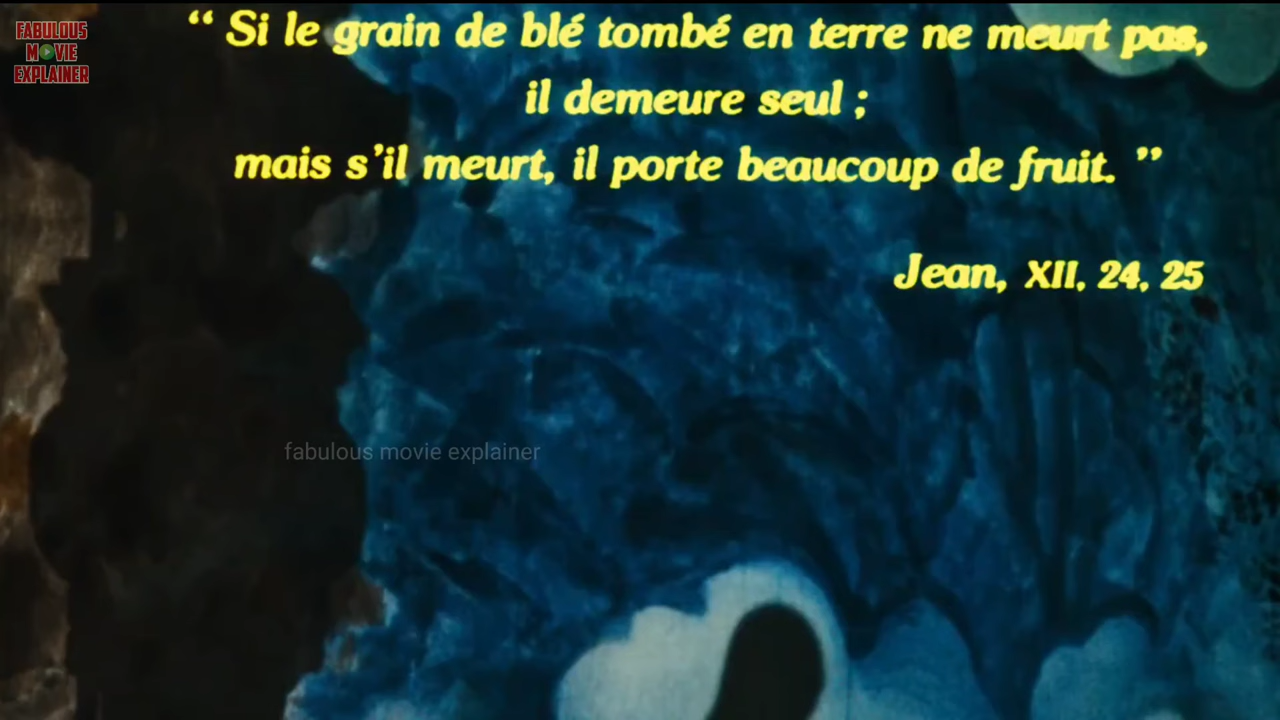 FABULOUS
MOVIE
EXPLAINER
“ Si le grain de blé tombé en terre ne meurt pas,
il demeure seul ;
mais s’il meurt, il porte beaucoup de fruit. ”
Jean, XII, 24, 25
fabulous movie explainer